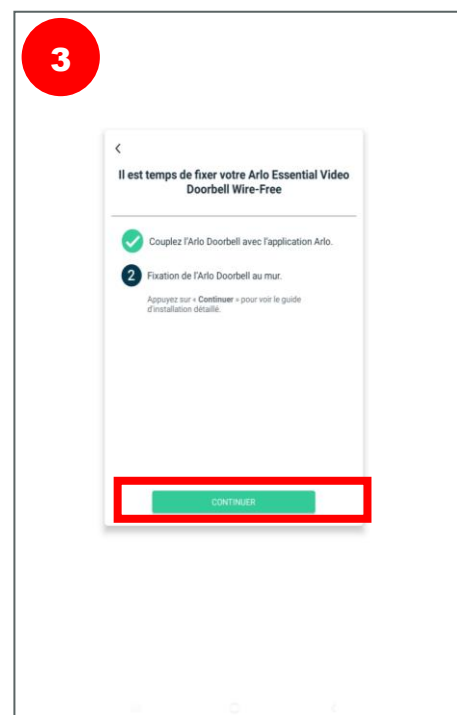 3
Il est temps de fixer votre Arlo Essential Video
Doorbell Wire-Free
Couplez l'Arlo Doorbell avec l'application Arlo.
2 Fixation de l'Arlo Doorbell au mur.
Appuyez sur « Continuer » pour voir le guide
d'installation détaillé.
CONTINUER